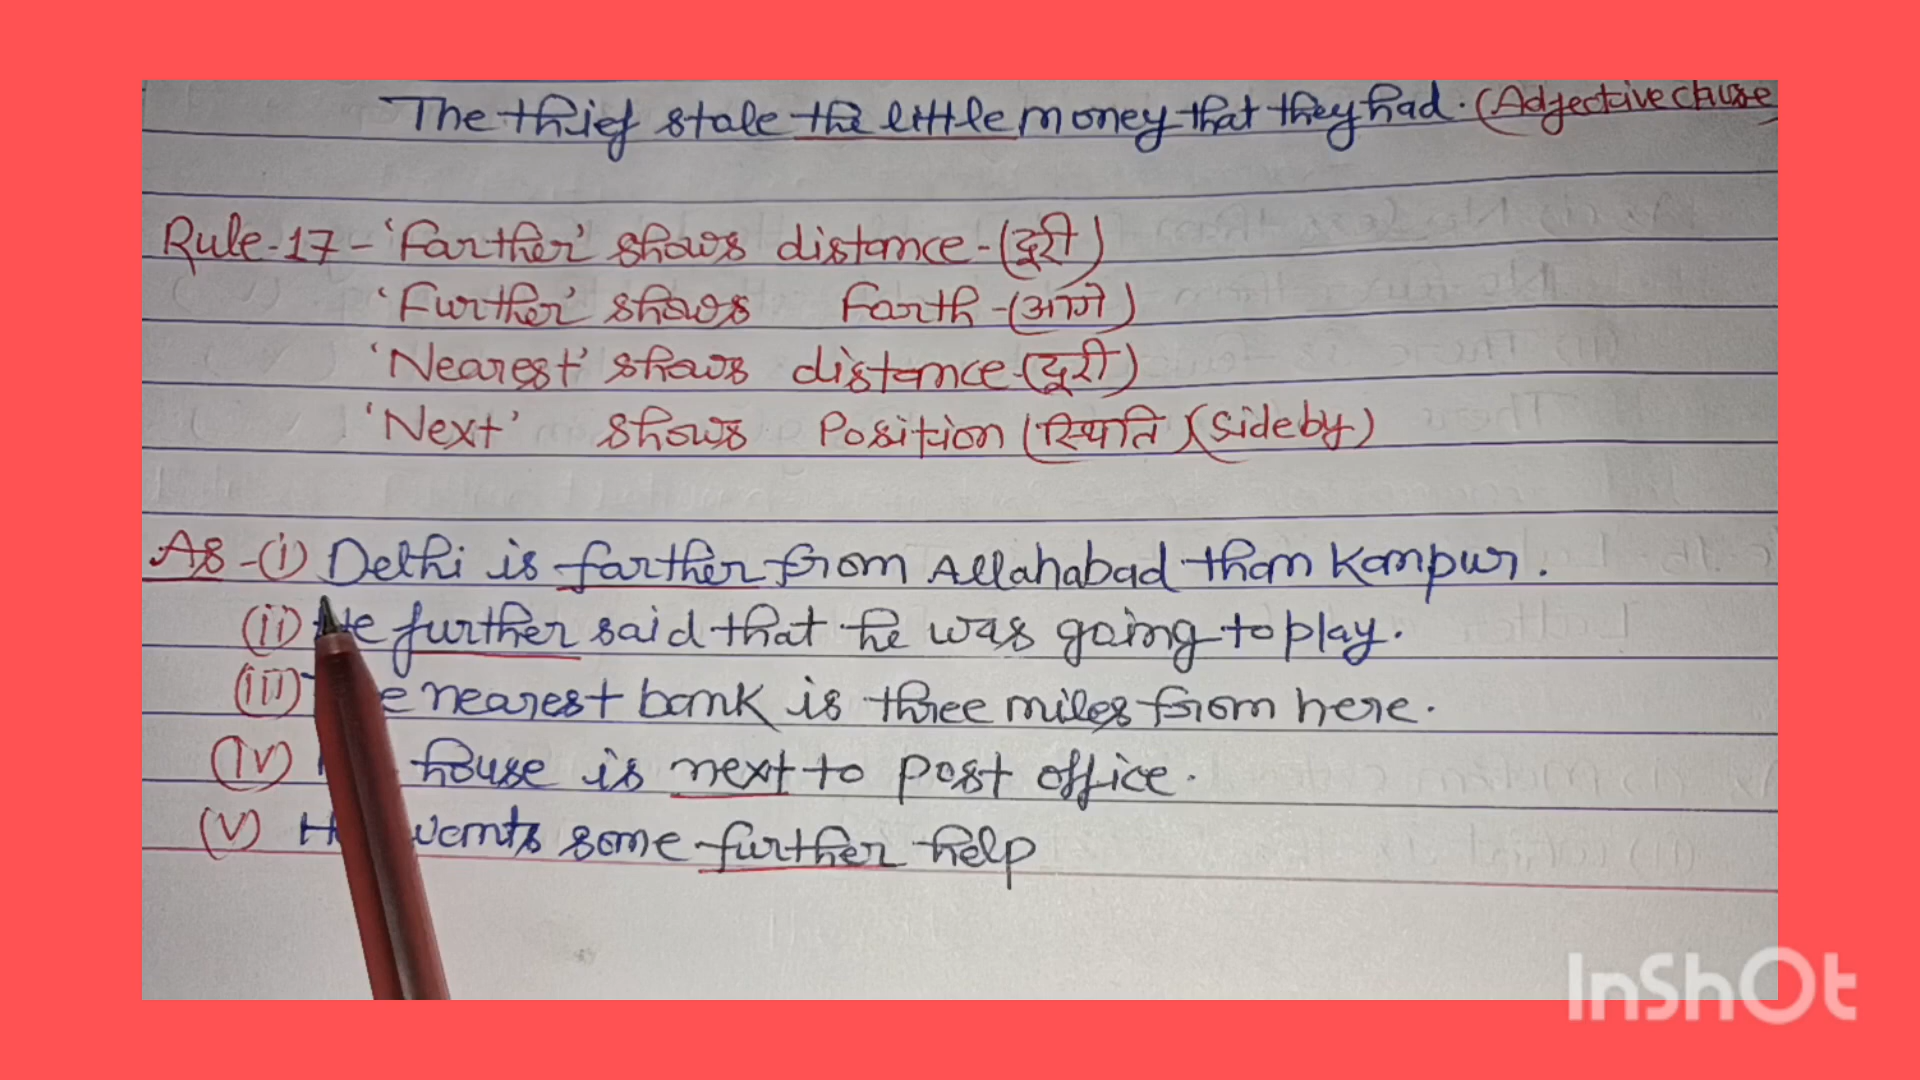 The thief stole the little money that they had. (Adjective clause
Rule-17- 'Farther' shows distance-(दूरी)
'Further' shows Farth-(आगे)
'Nearest' shows distance-(दूरी)
'Next' shows Position (स्थिति)(sideby)
As-(i) Delhi is farther from Allahabad than Kanpur.
(ii) He further said that he was going to play.
(iii) nearest bank is three miles from here.
(iv) house is next to post office.
(v) wants some further help
InShOt